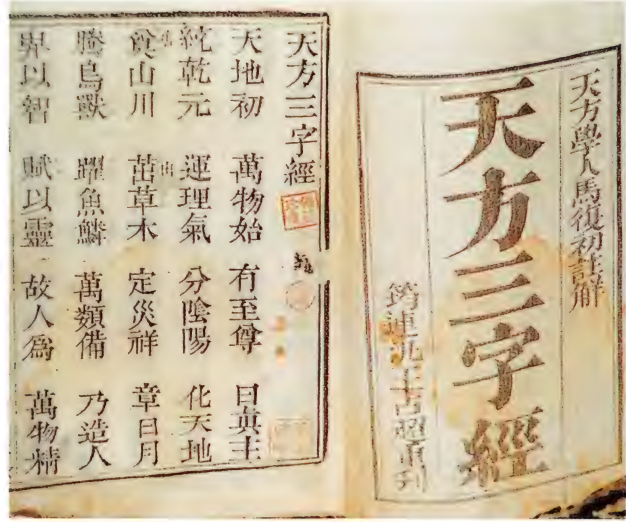 天方學人馬復初註解
天方三字經
天方三字經
天地初 萬物始 有至尊 曰真主
統乾元 運理氣 分陰陽 化天地
奠山川 茁草木 定災祥 章日月
騰鳥獸 躍魚鱗 萬類備 乃造人
畀以智 賦以靈 故人爲 萬物精